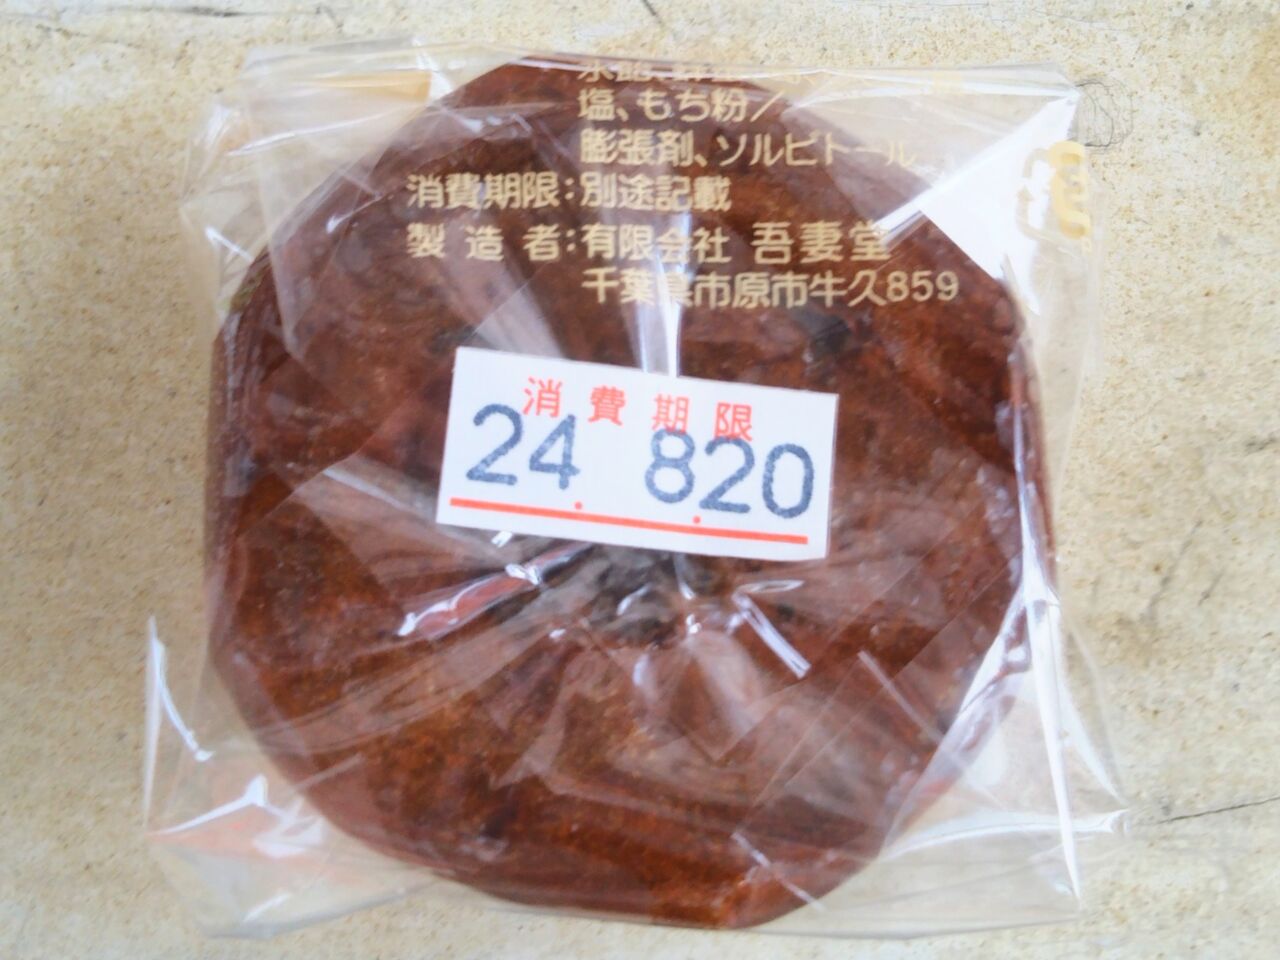 塩、もち粉／
膨張剤、ソルビトール
消費期限：別途記載
製造者：有限会社 吾妻堂
千葉県市原市牛久859
消費期限
24. 8.20